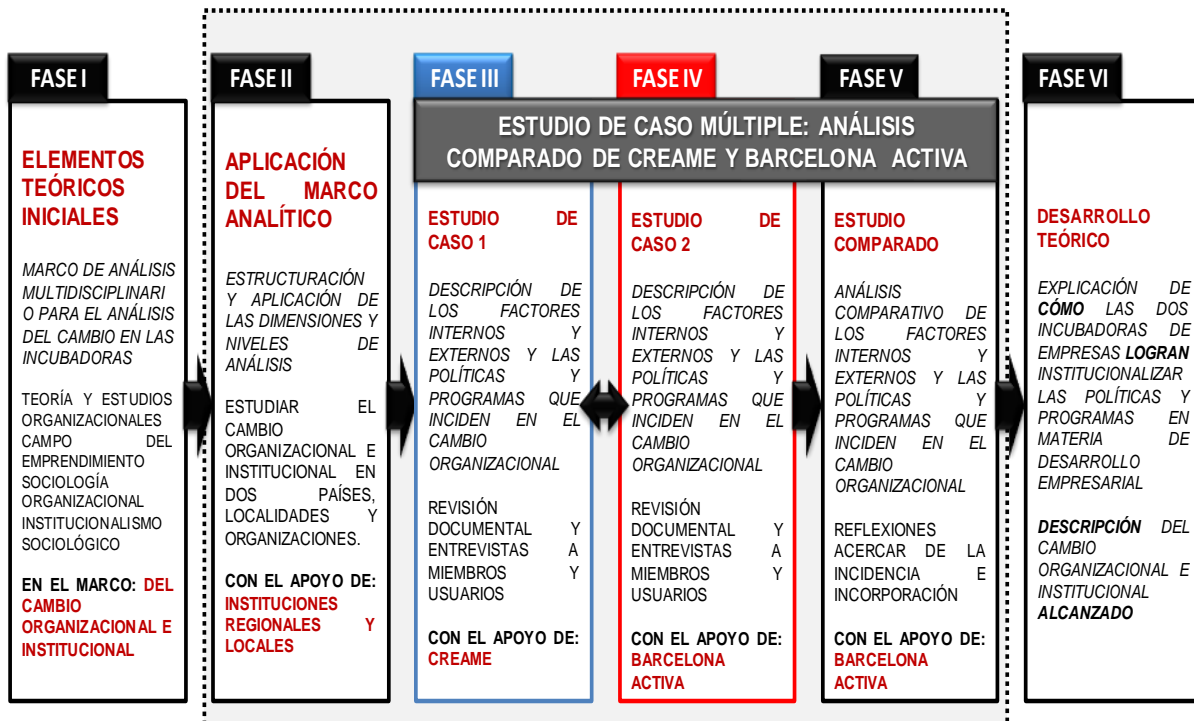 FASE I
ELEMENTOS
TEÓRICOS
INICIALES
MARCO DE ANÁLISIS
MULTIDISCIPLINARI
O PARA EL ANÁLISIS
DEL CAMBIO EN LAS
INCUBADORAS
TEORÍA Y ESTUDIOS
ORGANIZACIONALES
CAMPO DEL
EMPRENDIMIENTO
SOCIOLOGÍA
ORGANIZACIONAL
INSTITUCIONALISMO
SOCIOLÓGICO
EN EL MARCO: DEL
CAMBIO
ORGANIZACIONAL E
INSTITUCIONAL
FASE II
APLICACIÓN
DEL MARCO
ANALÍTICO
ESTRUCTURACIÓN
Y APLICACIÓN DE
LAS DIMENSIONES Y
NIVELES DE
ANÁLISIS
ESTUDIAR EL
CAMBIO
ORGANIZACIONAL E
INSTITUCIONAL EN
DOS PAÍSES,
LOCALIDADES Y
ORGANIZACIONES.
CON EL APOYO DE:
INSTITUCIONES
REGIONALES Y
LOCALES
FASE III
FASE IV
FASE V
ESTUDIO DE CASO MÚLTIPLE: ANÁLISIS
COMPARADO DE CREAME Y BARCELONA ACTIVA
ESTUDIO DE
CASO 1
DESCRIPCIÓN DE
LOS FACTORES
INTERNOS Y
EXTERNOS Y LAS
POLÍTICAS Y
PROGRAMAS QUE
INCIDEN EN EL
CAMBIO
ORGANIZACIONAL
REVISIÓN
DOCUMENTAL Y
ENTREVISTAS A
MIEMBROS Y
USUARIOS
CON EL APOYO DE:
CREAME
ESTUDIO DE
CASO 2
DESCRIPCIÓN DE
LOS FACTORES
INTERNOS Y
EXTERNOS Y LAS
POLÍTICAS Y
PROGRAMAS QUE
INCIDEN EN EL
CAMBIO
ORGANIZACIONAL
REVISIÓN
DOCUMENTAL Y
ENTREVISTAS A
MIEMBROS Y
USUARIOS
CON EL APOYO DE:
BARCELONA
ACTIVA
ESTUDIO
COMPARADO
ANÁLISIS
COMPARATIVO DE
LOS FACTORES
INTERNOS Y
EXTERNOS Y LAS
POLÍTICAS Y
PROGRAMAS QUE
INCIDEN EN EL
CAMBIO
ORGANIZACIONAL
REFLEXIONES
ACERCAR DE LA
INCIDENCIA E
INCORPORACIÓN
CON EL APOYO DE:
BARCELONA
ACTIVA
FASE VI
DESARROLLO
TEÓRICO
EXPLICACIÓN DE
CÓMO LAS DOS
INCUBADORAS DE
EMPRESAS LOGRAN
INSTITUCIONALIZAR
LAS POLÍTICAS Y
PROGRAMAS EN
MATERIA DE
DESARROLLO
EMPRESARIAL
DESCRIPCIÓN DEL
CAMBIO
ORGANIZACIONAL E
INSTITUCIONAL
ALCANZADO